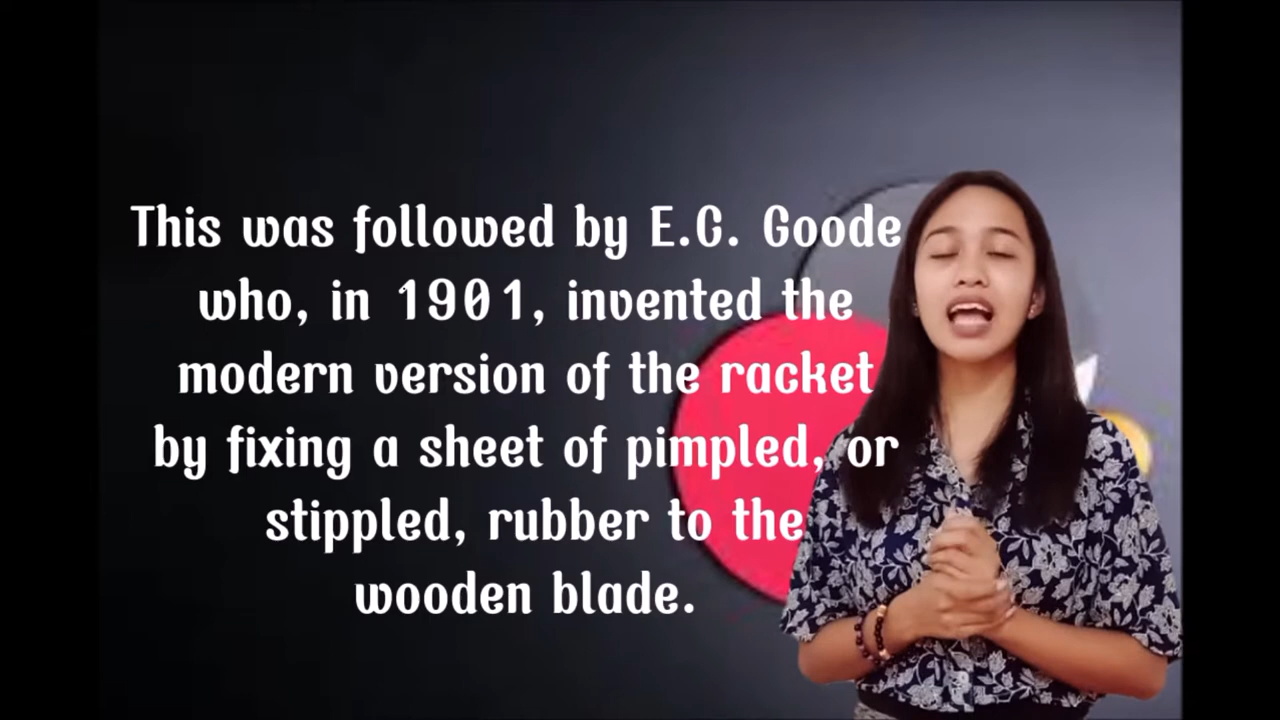 This was followed by E.C. Goode
who, in 1901, invented the
modern version of the racket
by fixing a sheet of pimpled, or
stippled, rubber to the
wooden blade.